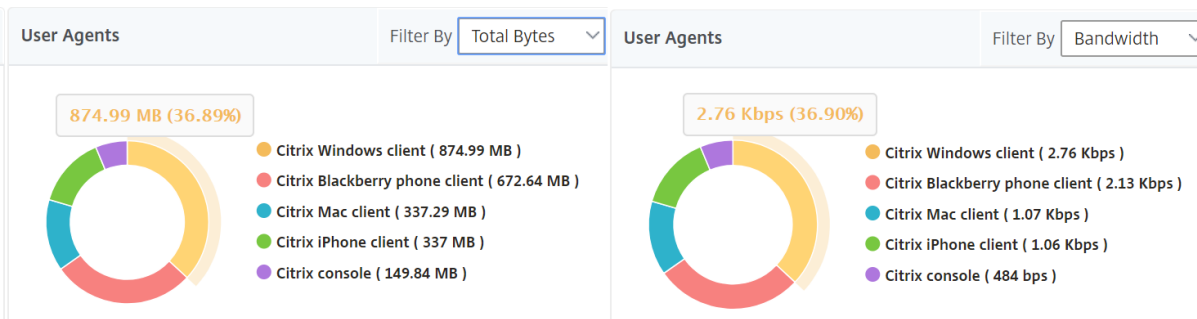 User Agents
Filter By Total Bytes
874.99 MB (36.89%)
Citrix Windows client ( 874.99 MB )
Citrix Blackberry phone client ( 672.64 MB )
Citrix Mac client ( 337.29 MB )
Citrix iPhone client ( 337 MB )
Citrix console ( 149.84 MB )
User Agents
Filter By Bandwidth
2.76 Kbps (36.90%)
Citrix Windows client ( 2.76 Kbps )
Citrix Blackberry phone client ( 2.13 Kbps )
Citrix Mac client ( 1.07 Kbps )
Citrix iPhone client ( 1.06 Kbps )
Citrix console ( 484 bps )